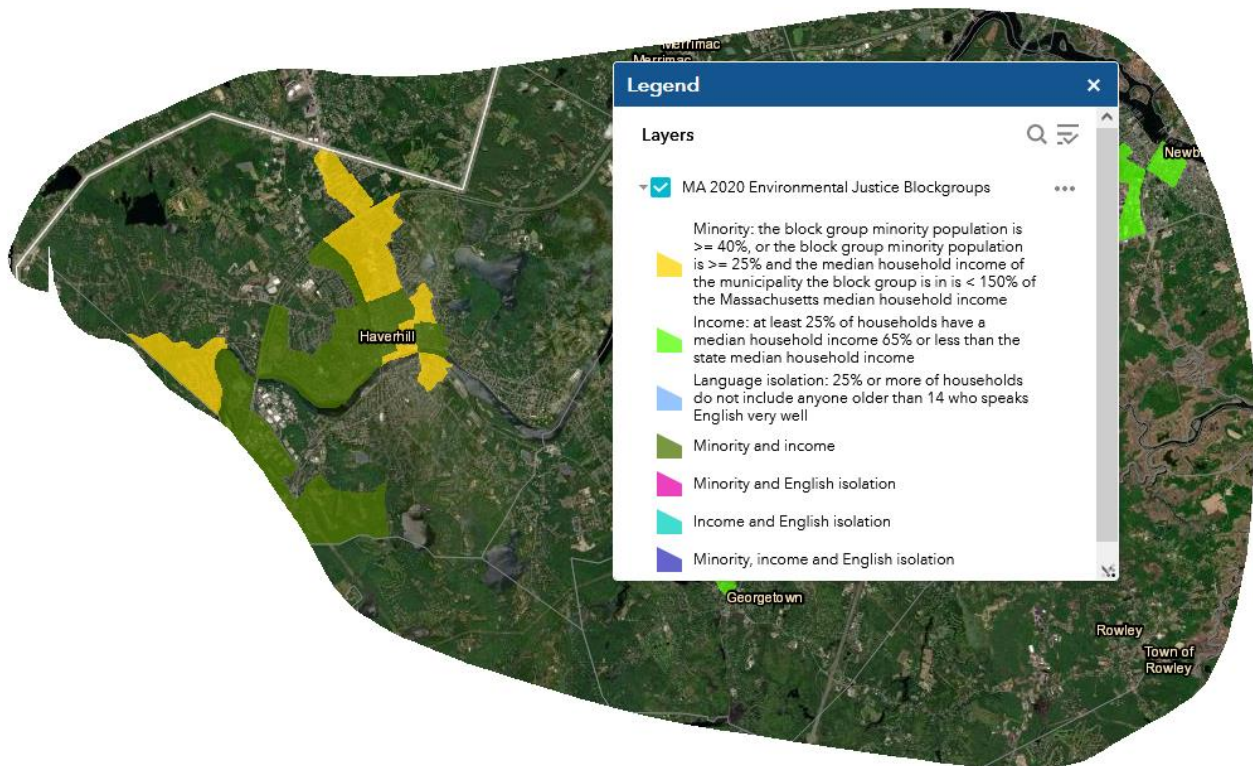 Merrimac
Merrimac
Legend
Layers
MA 2020 Environmental Justice Blockgroups
Minority: the block group minority population is
>= 40%, or the block group minority population
is >= 25% and the median household income of
the municipality the block group is in is < 150% of
the Massachusetts median household income
Income: at least 25% of households have a
median household income 65% or less than the
state median household income
Language isolation: 25% or more of households
do not include anyone older than 14 who speaks
English very well
Minority and income
Minority and English isolation
Income and English isolation
Minority, income and English isolation
Newb
Haverhill
Georgetown
Rowley
Town of
Rowley